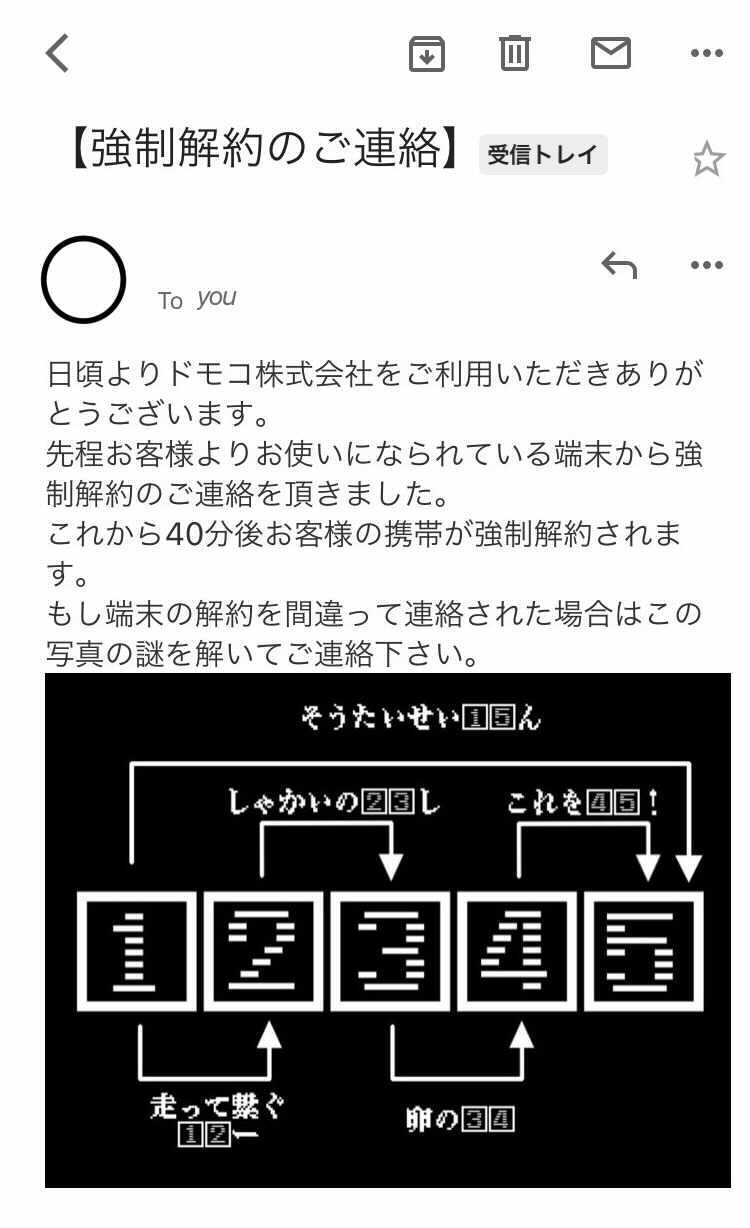 【強制解約のご連絡】 受信トレイ
To you
日頃よりドモコ株式会社をご利用いただきありが
とうございます。
先程お客様よりお使いになられている端末から強
制解約のご連絡を頂きました。
これから40分後お客様の携帯が強制解約されま
す。
もし端末の解約を間違って連絡された場合はこの
写真の謎を解いてご連絡下さい。
そうたいせい15ん
しゃかいの23し
これを45!
1 2 3 4 5
走って繋ぐ
12ー
卵の34